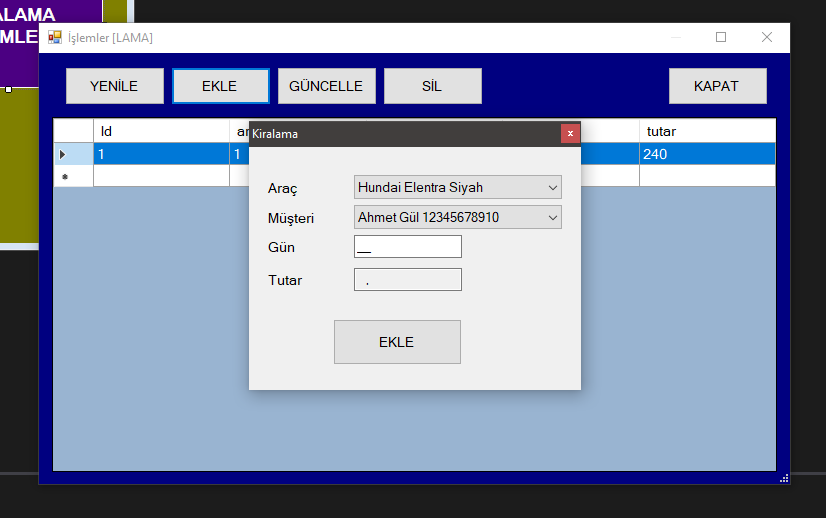 ALAMA
MLE
İşlemler [LAMA]
YENİLE EKLE GÜNCELLE SİL KAPAT
Id ar tutar
1 1 240
Kiralama
Araç Hundai Elentra Siyah
Müşteri Ahmet Gül 12345678910
Gün __
Tutar .
EKLE